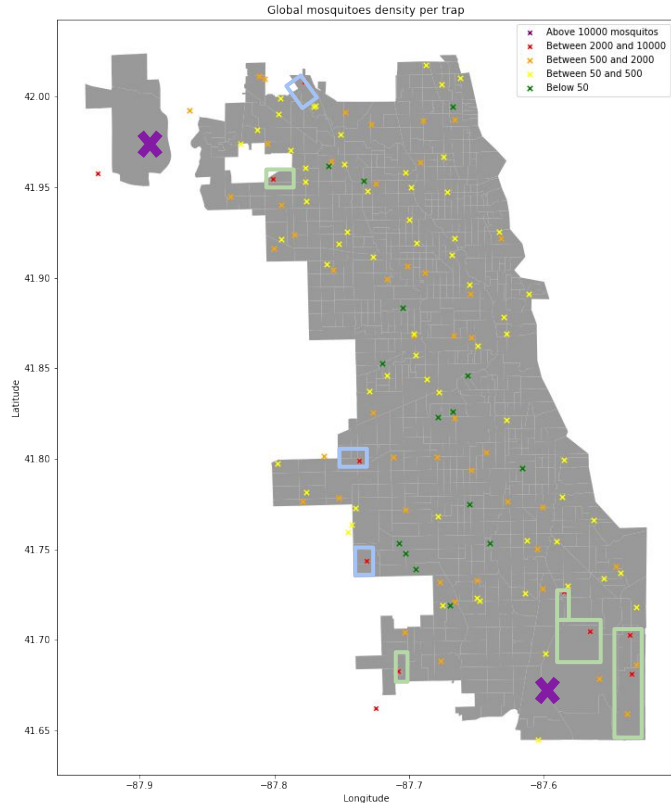 Global mosquitoes density per trap
Above 10000 mosquitos
Between 2000 and 10000
Between 500 and 2000
Between 50 and 500
Below 50
42.00
41.95
41.90
41.85
41.80
41.75
41.70
41.65
Latitude
−87.9
−87.8
−87.7
−87.6
Longitude